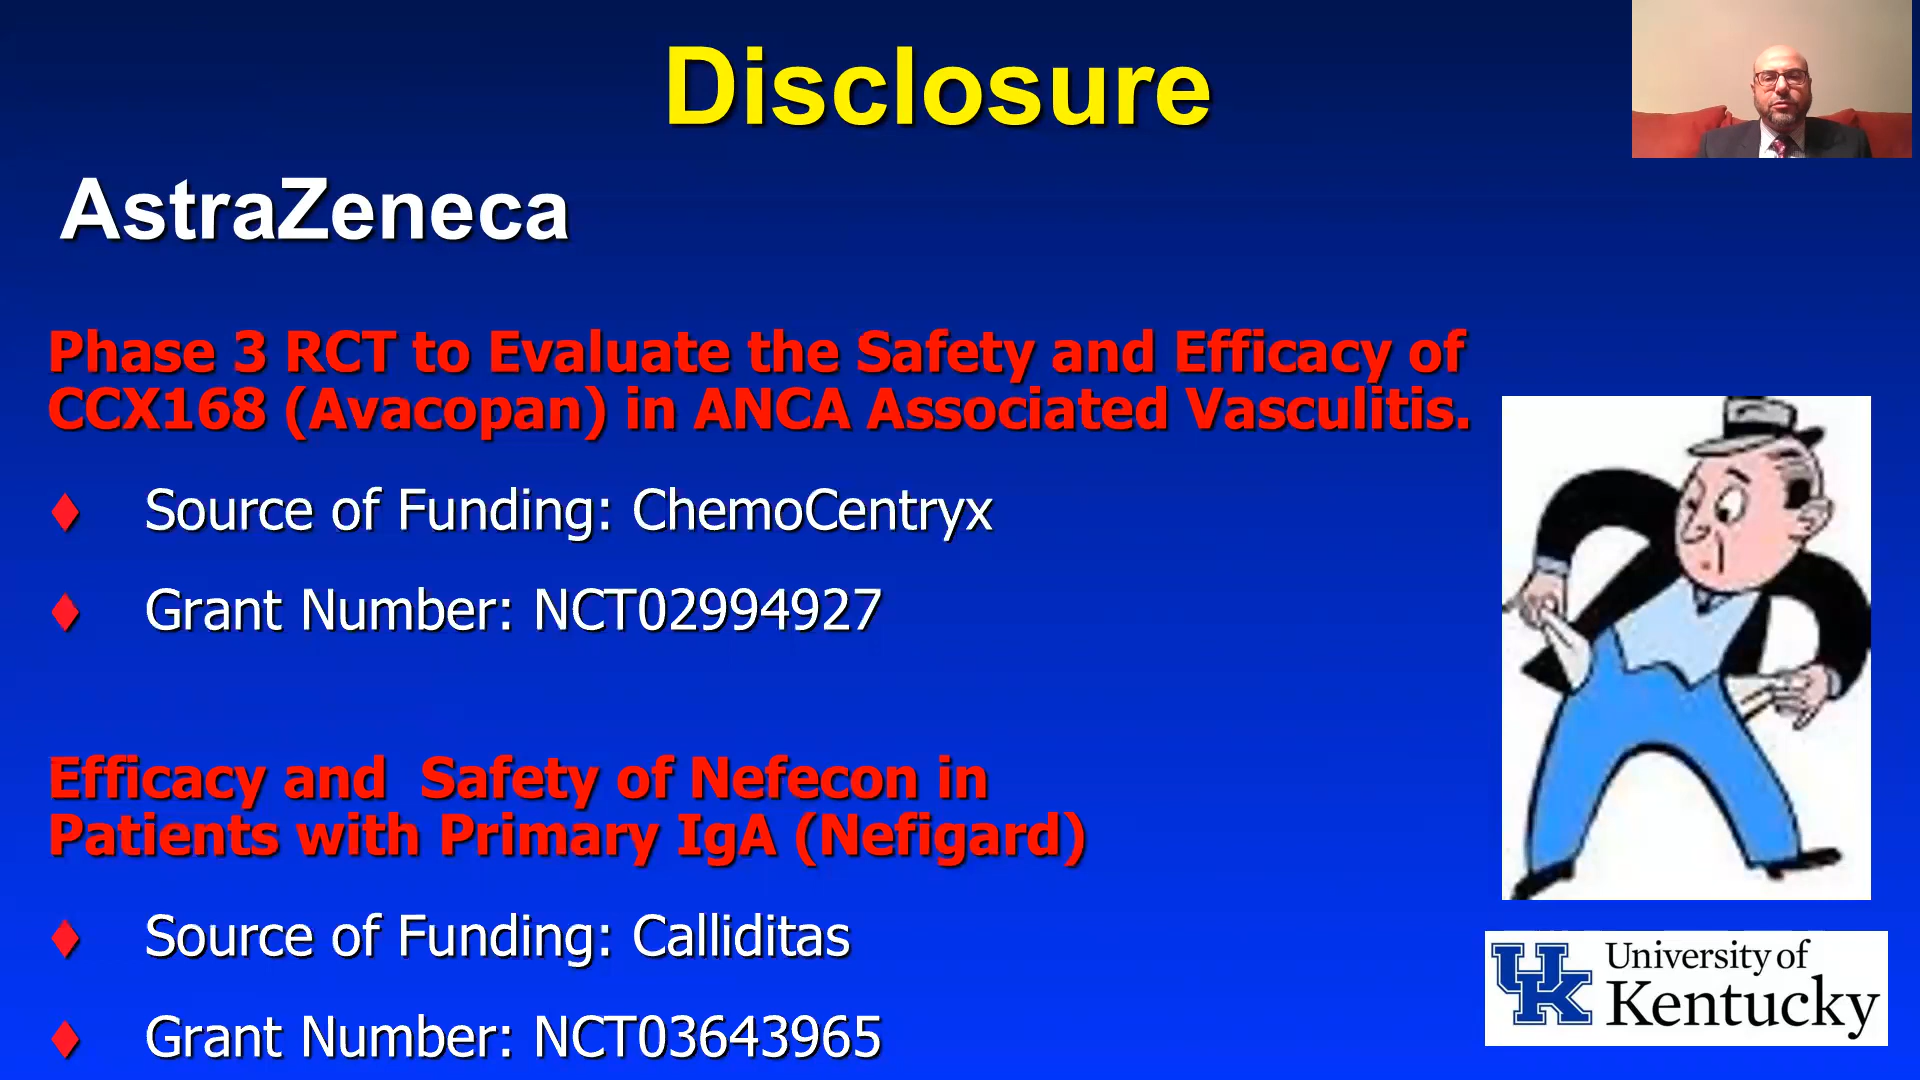 Disclosure
AstraZeneca
Phase 3 RCT to Evaluate the Safety and Efficacy of
CCX168 (Avacopan) in ANCA Associated Vasculitis.
Source of Funding: ChemoCentryx
Grant Number: NCT02994927
Efficacy and  Safety of Nefecon in
Patients with Primary IgA (Nefigard)
Source of Funding: Calliditas
Grant Number: NCT03643965
UK
University of
Kentucky